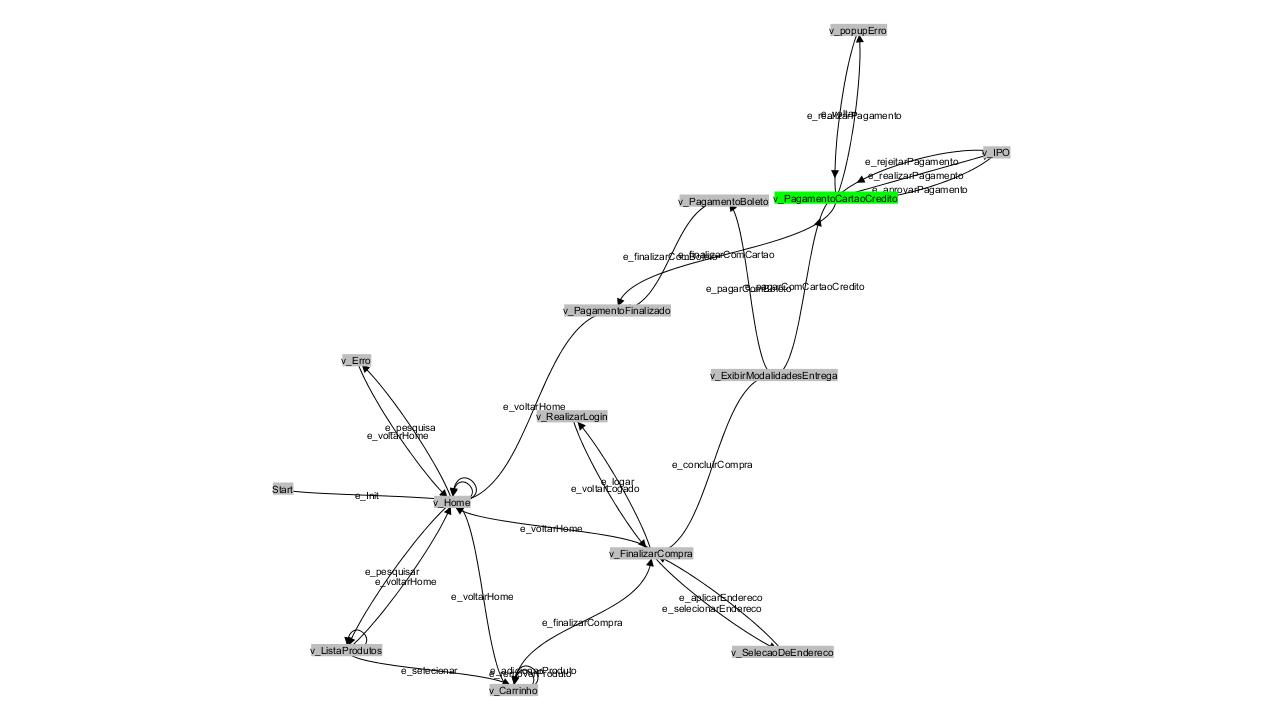 v_popupErro
e_realizarPagamento
v_IPO
e_rejeitarPagamento
e_realizarPagamento
e_aprovarPagamento
v_PagamentoCartaoCredito
v_PagamentoBoleto
e_finalizarComCartao
e_finalizarComBoleto
e_pagarComCartaoCredito
e_pagarComBoleto
v_PagamentoFinalizado
v_Erro
v_ExibirModalidadesEntrega
e_voltarHome
v_RealizarLogin
e_pesquisa
e_voltarHome
e_concluirCompra
e_logar
e_voltarLogado
Start
e_Init
v_Home
e_voltarHome
v_FinalizarCompra
e_pesquisar
e_voltarHome
e_voltarHome
e_aplicarEndereco
e_selecionarEndereco
e_finalizarCompra
v_ListaProdutos
v_SelecaoDeEndereco
e_selecionar
e_adicionarProduto
e_removerProduto
v_Carrinho